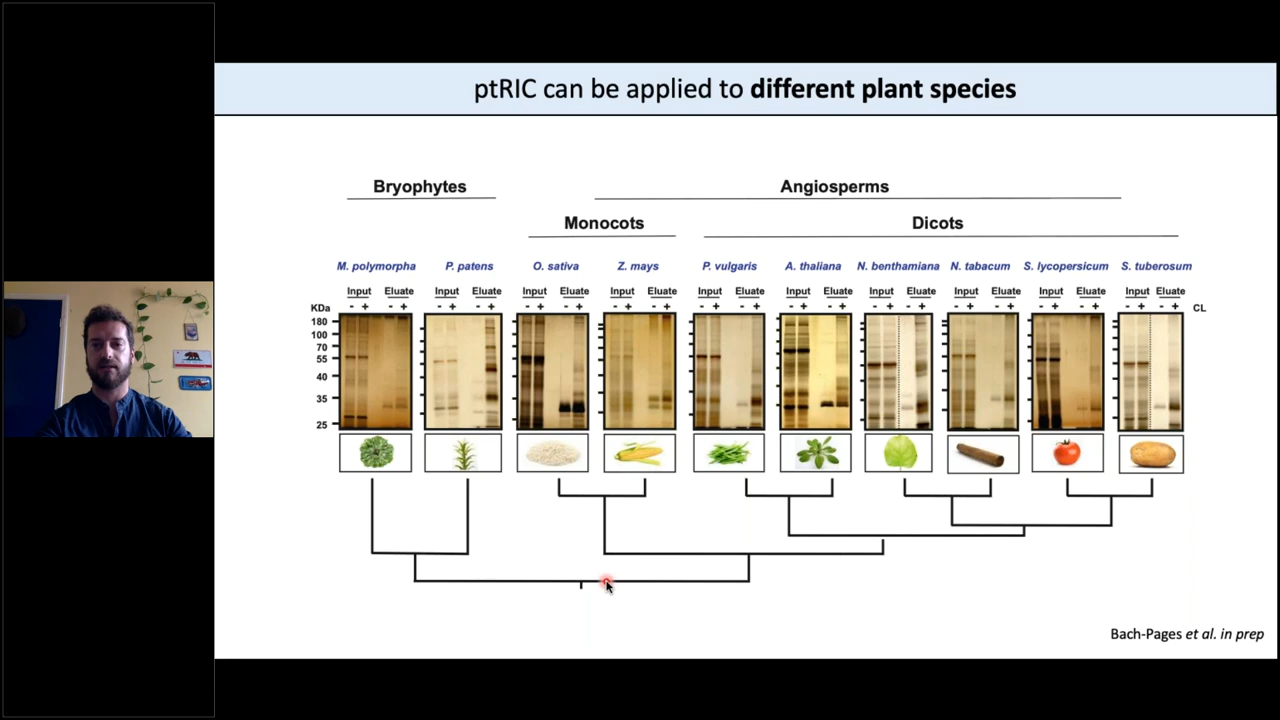 ptRIC can be applied to different plant species
Bryophytes Angiosperms
Monocots Dicots
M. polymorpha P. patens O. sativa Z. mays P. vulgaris A. thaliana N. benthamiana N. tabacum S. lycopersicum S. tuberosum
Input Eluate Input Eluate Input Eluate Input Eluate Input Eluate Input Eluate Input Eluate Input Eluate Input Eluate Input Eluate
KDa - + - + - + - + - + - + - + - + - + - + - + - + - + - + - + - + - + - + - + - + CL
180
100
70
55
40
35
25
Bach-Pages et al. in prep